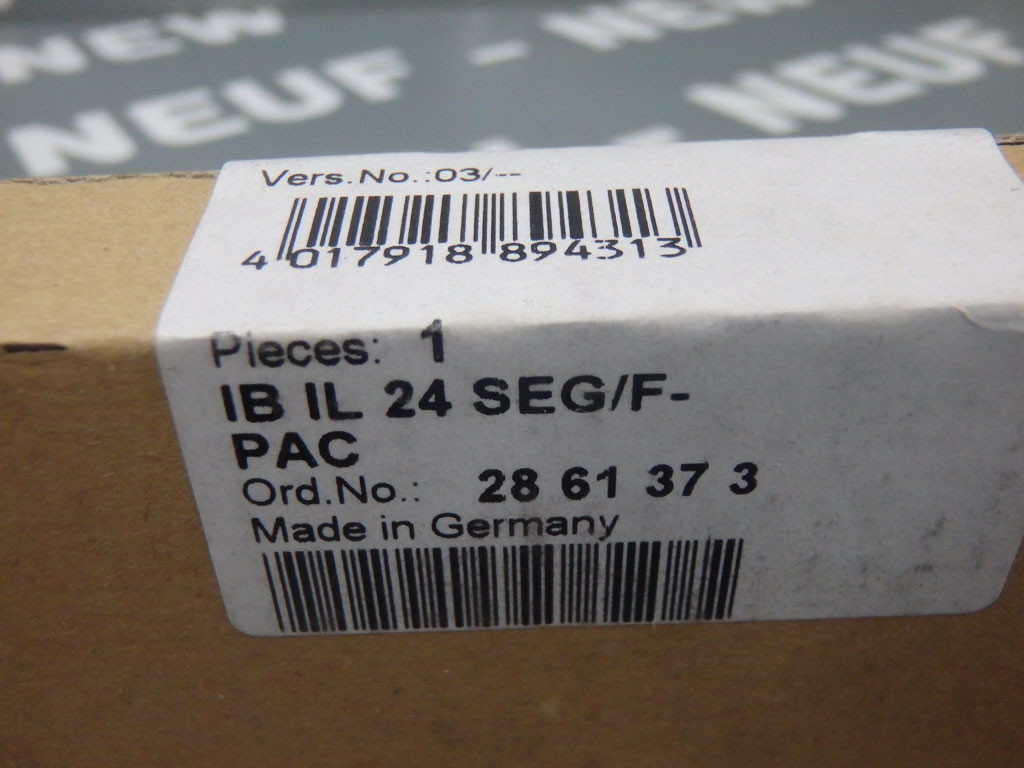 NEW
NEUF - NEW
NEUF
Vers.No.:03/--
4 017918 894313
Pieces: 1
IB IL 24 SEG/F-
PAC
Ord.No.: 28 61 37 3
Made in Germany